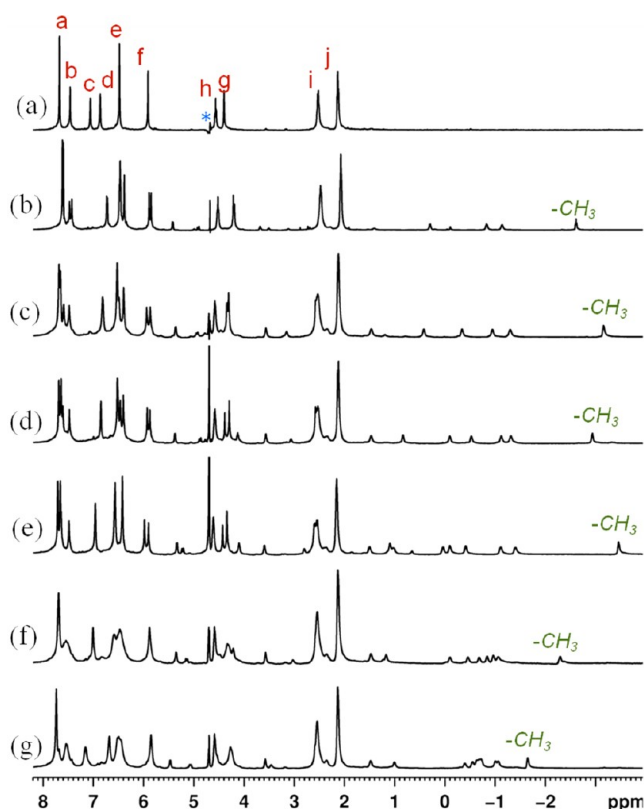 a b c d e f h g i j
(a) *
(b) -CH3
(c) -CH3
(d) -CH3
(e) -CH3
(f) -CH3
(g) -CH3
8 7 6 5 4 3 2 1 0 -1 -2 ppm